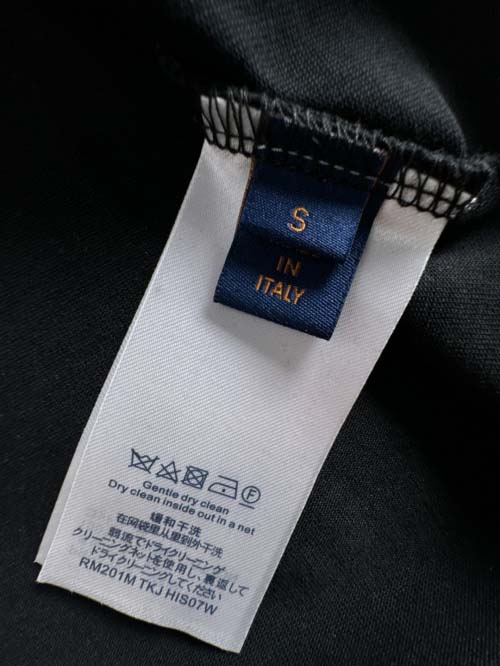 S
IN
ITALY
F
Gentle dry clean
Dry clean inside out in a net
缓和干洗
在网袋里从里到外干洗
弱流でドライクリーニング
クリーニングネットを使用し、裏返して
ドライクリーニングしてください
RM201M TKJ HIS07W